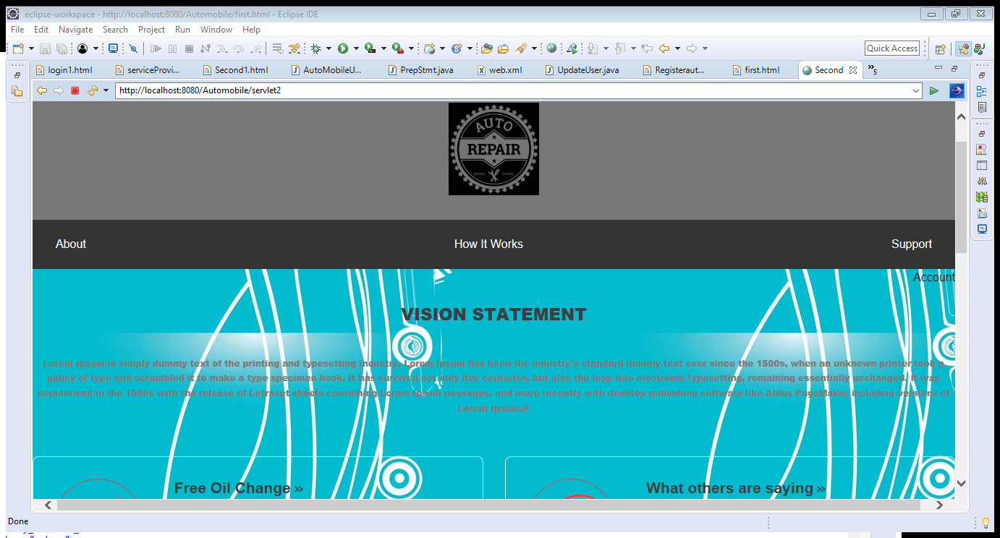 eclipse-workspace - http://localhost:8080/Automobile/first.html - Eclipse IDE
File Edit Navigate Search Project Run Window Help
Quick Access
login1.html serviceProvi... Second1.html AutoMobileU... PrepStmt.java web.xml UpdateUser.java Registeraut... first.html Second »5
http://localhost:8080/Automobile/servlet2
AUTO
REPAIR
About How It Works Support
Account
VISION STATEMENT
Lorem Ipsum is simply dummy text of the printing and typesetting industry. Lorem Ipsum has been the industry's standard dummy text ever since the 1500s, when an unknown printer took a
galley of type and scrambled it to make a type specimen book. It has survived not only five centuries, but also the leap into electronic typesetting, remaining essentially unchanged. It was
popularised in the 1960s with the release of Letraset sheets containing Lorem Ipsum passages, and more recently with desktop publishing software like Aldus PageMaker including versions of
Lorem Ipsum.
Free Oil Change » What others are saying »
Done